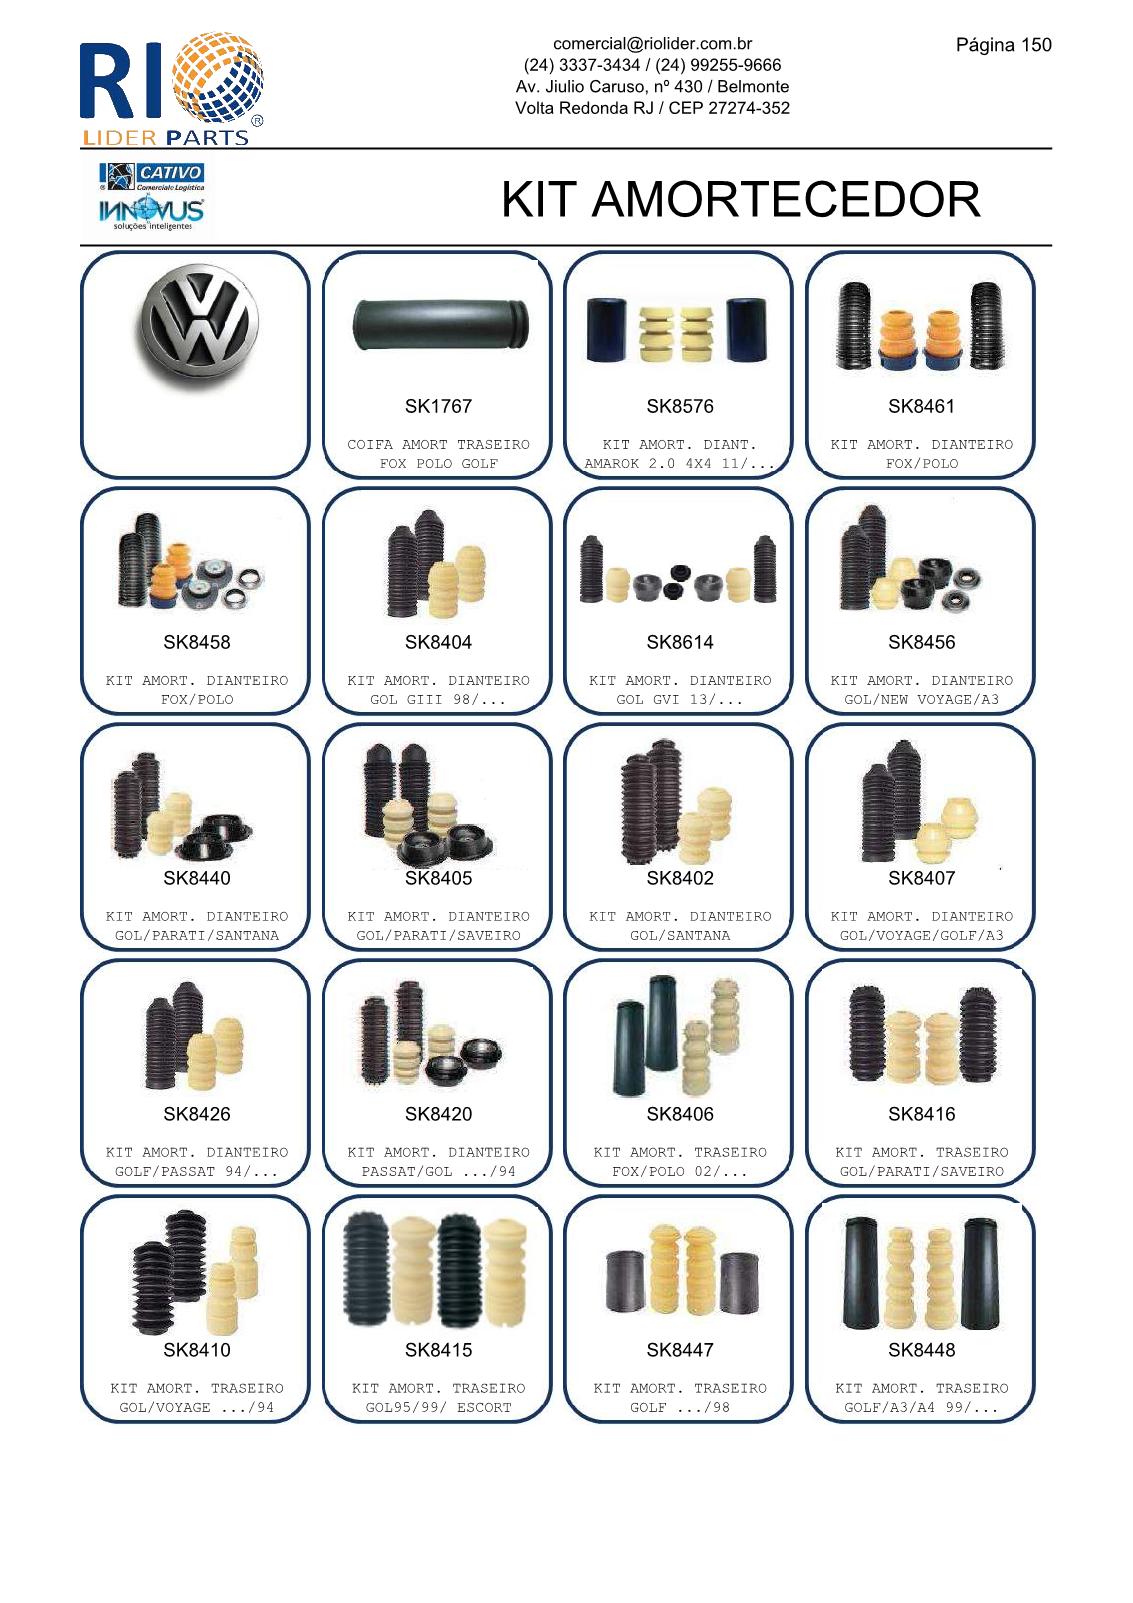 RIO
LIDER PARTS
®
comercial@riolider.com.br
(24) 3337-3434 / (24) 99255-9666
Av. Jiulio Caruso, nº 430 / Belmonte
Volta Redonda RJ / CEP 27274-352
Página 150
CATIVO
Comercial e Logística
INNOVUS®
soluções inteligentes
KIT AMORTECEDOR
SK1767
COIFA AMORT TRASEIRO
FOX POLO GOLF
SK8576
KIT AMORT. DIANT.
AMAROK 2.0 4X4 11/...
SK8461
KIT AMORT. DIANTEIRO
FOX/POLO
SK8458
KIT AMORT. DIANTEIRO
FOX/POLO
SK8404
KIT AMORT. DIANTEIRO
GOL GIII 98/...
SK8614
KIT AMORT. DIANTEIRO
GOL GVI 13/...
SK8456
KIT AMORT. DIANTEIRO
GOL/NEW VOYAGE/A3
SK8440
KIT AMORT. DIANTEIRO
GOL/PARATI/SANTANA
SK8405
KIT AMORT. DIANTEIRO
GOL/PARATI/SAVEIRO
SK8402
KIT AMORT. DIANTEIRO
GOL/SANTANA
SK8407
KIT AMORT. DIANTEIRO
GOL/VOYAGE/GOLF/A3
SK8426
KIT AMORT. DIANTEIRO
GOLF/PASSAT 94/...
SK8420
KIT AMORT. DIANTEIRO
PASSAT/GOL .../94
SK8406
KIT AMORT. TRASEIRO
FOX/POLO 02/...
SK8416
KIT AMORT. TRASEIRO
GOL/PARATI/SAVEIRO
SK8410
KIT AMORT. TRASEIRO
GOL/VOYAGE .../94
SK8415
KIT AMORT. TRASEIRO
GOL95/99/ ESCORT
SK8447
KIT AMORT. TRASEIRO
GOLF .../98
SK8448
KIT AMORT. TRASEIRO
GOLF/A3/A4 99/...